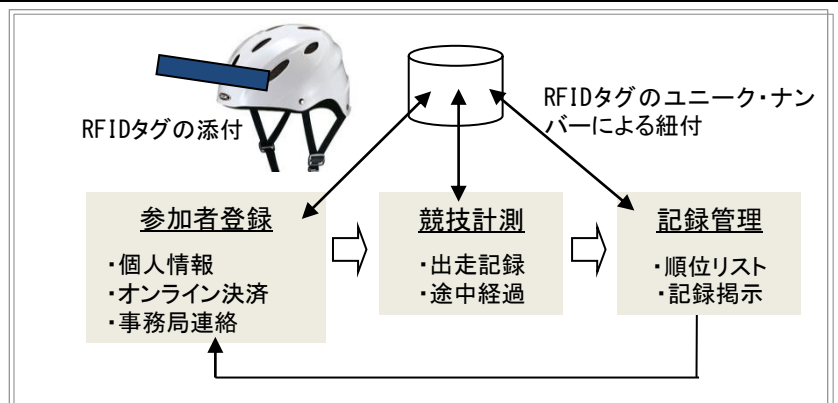 RFIDタグの添付
RFIDタグのユニーク・ナン
バーによる紐付
参加者登録
・個人情報
・オンライン決済
・事務局連絡
競技計測
・出走記録
・途中経過
記録管理
・順位リスト
・記録掲示